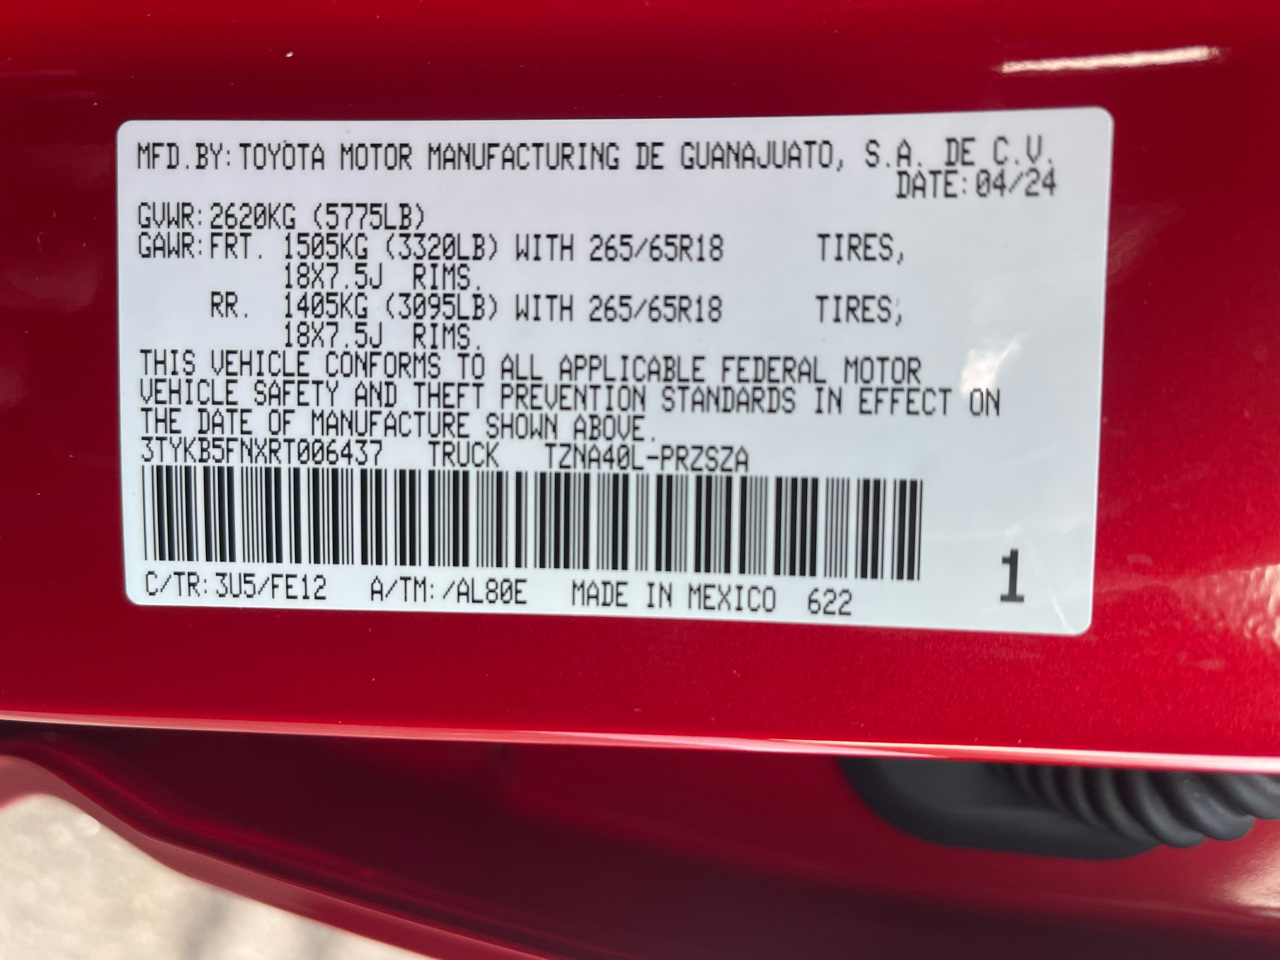 MFD.BY:TOYOTA MOTOR MANUFACTURING DE GUANAJUATO, S.A. DE C.V.
DATE:04/24
GVWR:2620KG (5775LB)
GAWR:FRT. 1505KG (3320LB) WITH 265/65R18 TIRES,
18X7.5J RIMS.
RR. 1405KG (3095LB) WITH 265/65R18 TIRES,
18X7.5J RIMS.
THIS VEHICLE CONFORMS TO ALL APPLICABLE FEDERAL MOTOR
VEHICLE SAFETY AND THEFT PREVENTION STANDARDS IN EFFECT ON
THE DATE OF MANUFACTURE SHOWN ABOVE.
3TYKB5FNXRT006437 TRUCK TZNA40L-PRZSZA
C/TR:3U5/FE12 A/TM:/AL80E MADE IN MEXICO 622
1